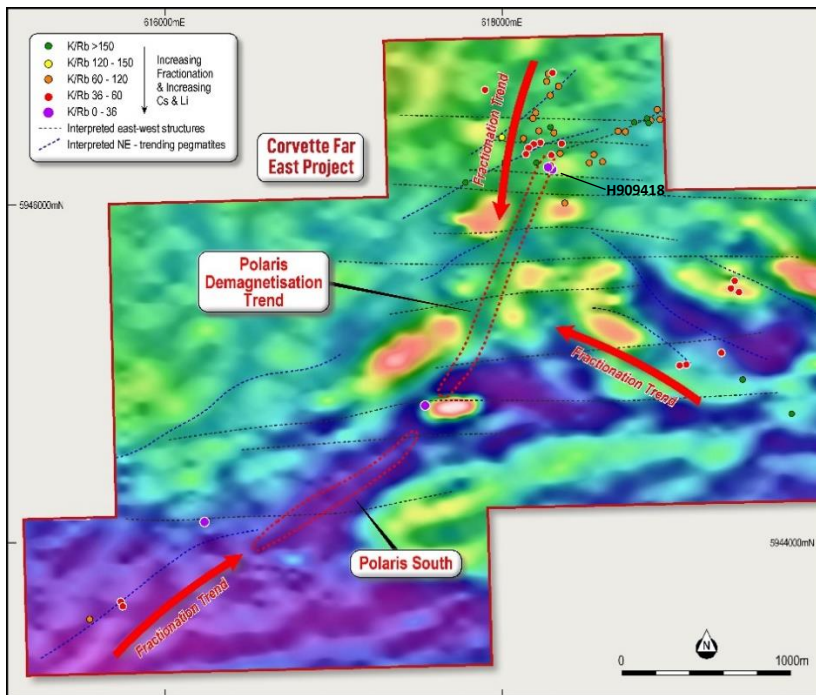 616000mE
618000mE
K/Rb >150
K/Rb 120 - 150
K/Rb 60 - 120
K/Rb 36 - 60
K/Rb 0 - 36
Increasing
Fractionation
& Increasing
Cs & Li
Interpreted east-west structures
Interpreted NE - trending pegmatites
Corvette Far
East Project
Fractionation Trend
H909418
5946000mN
Polaris
Demagnetisation
Trend
Fractionation Trend
5944000mN
Polaris South
Fractionation Trend
N
0
1000m